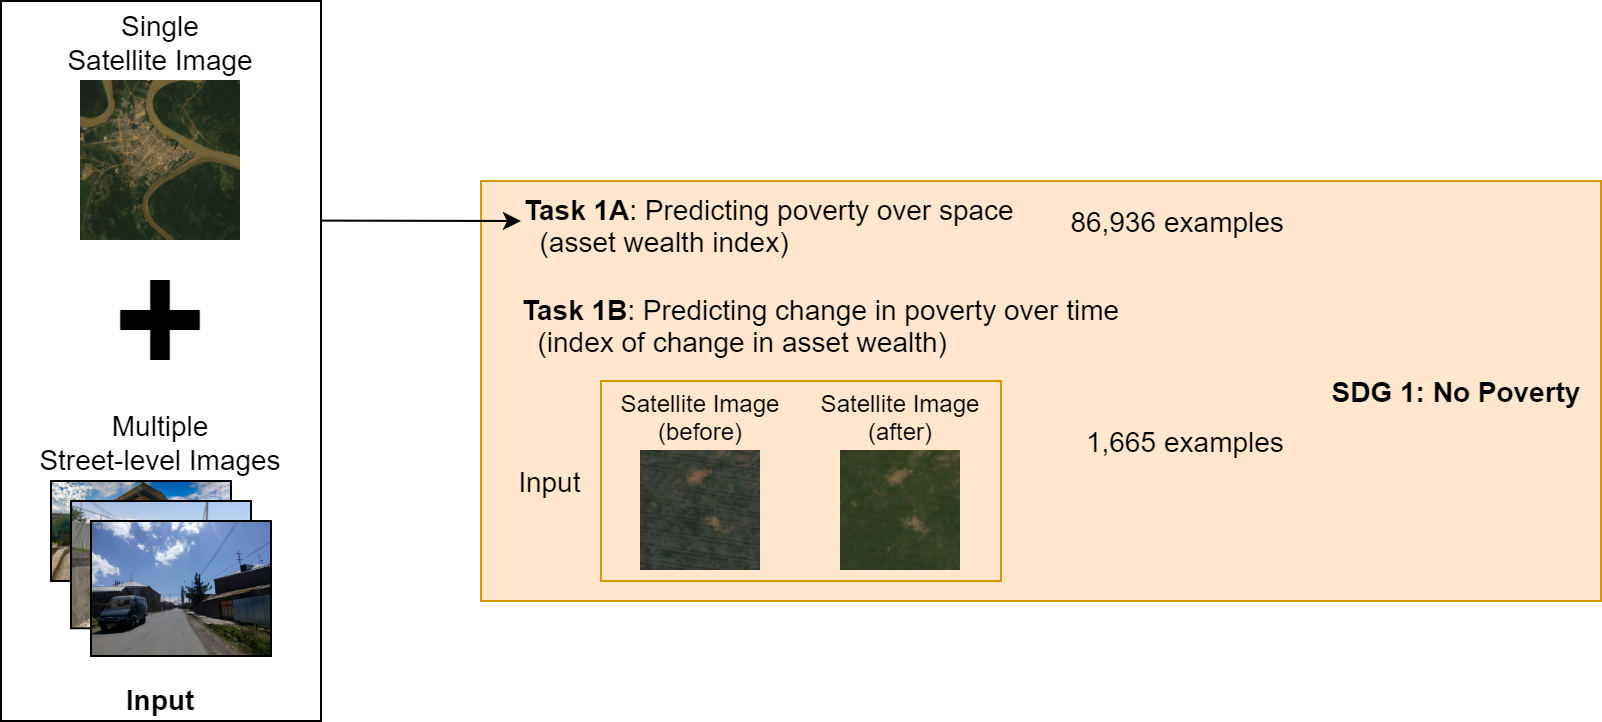 Single
Satellite Image
Multiple
Street-level Images
Input
Task 1A: Predicting poverty over space
(asset wealth index)
86,936 examples
Task 1B: Predicting change in poverty over time
(index of change in asset wealth)
Input
Satellite Image
(before)
Satellite Image
(after)
1,665 examples
SDG 1: No Poverty